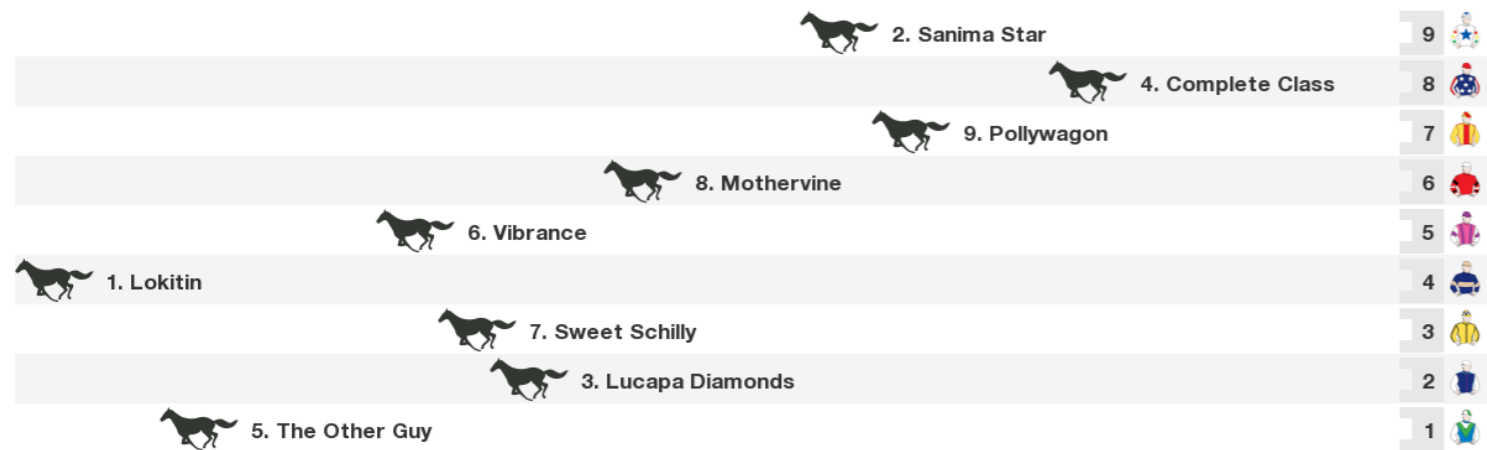 2. Sanima Star 9
4. Complete Class 8
9. Pollywagon 7
8. Mothervine 6
6. Vibrance 5
1. Lokitin 4
7. Sweet Schilly 3
3. Lucapa Diamonds 2
5. The Other Guy 1